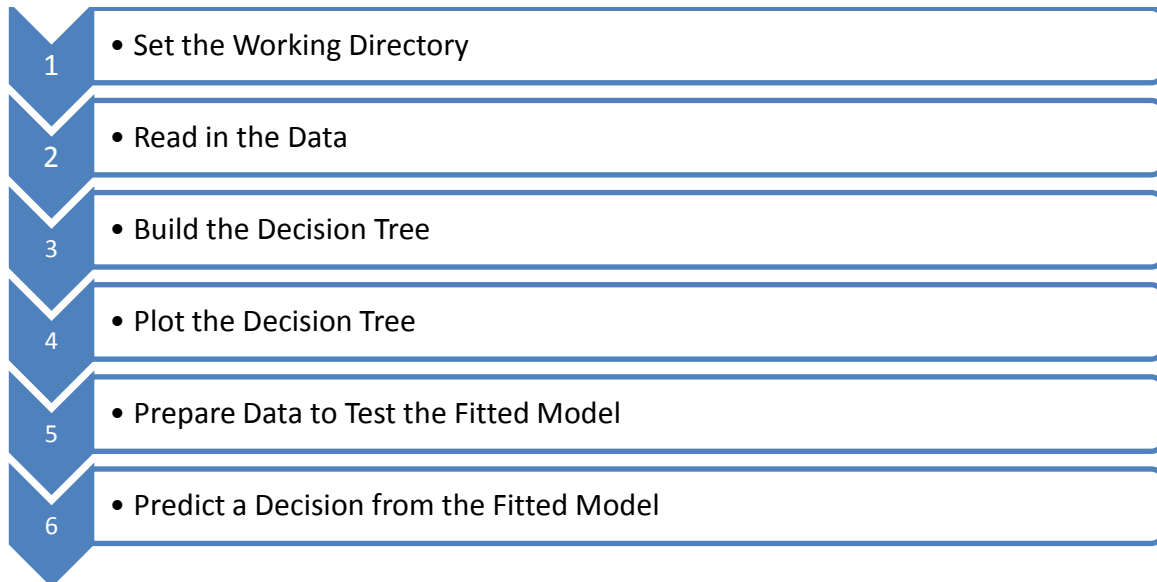 1 • Set the Working Directory
2 • Read in the Data
3 • Build the Decision Tree
4 • Plot the Decision Tree
5 • Prepare Data to Test the Fitted Model
6 • Predict a Decision from the Fitted Model